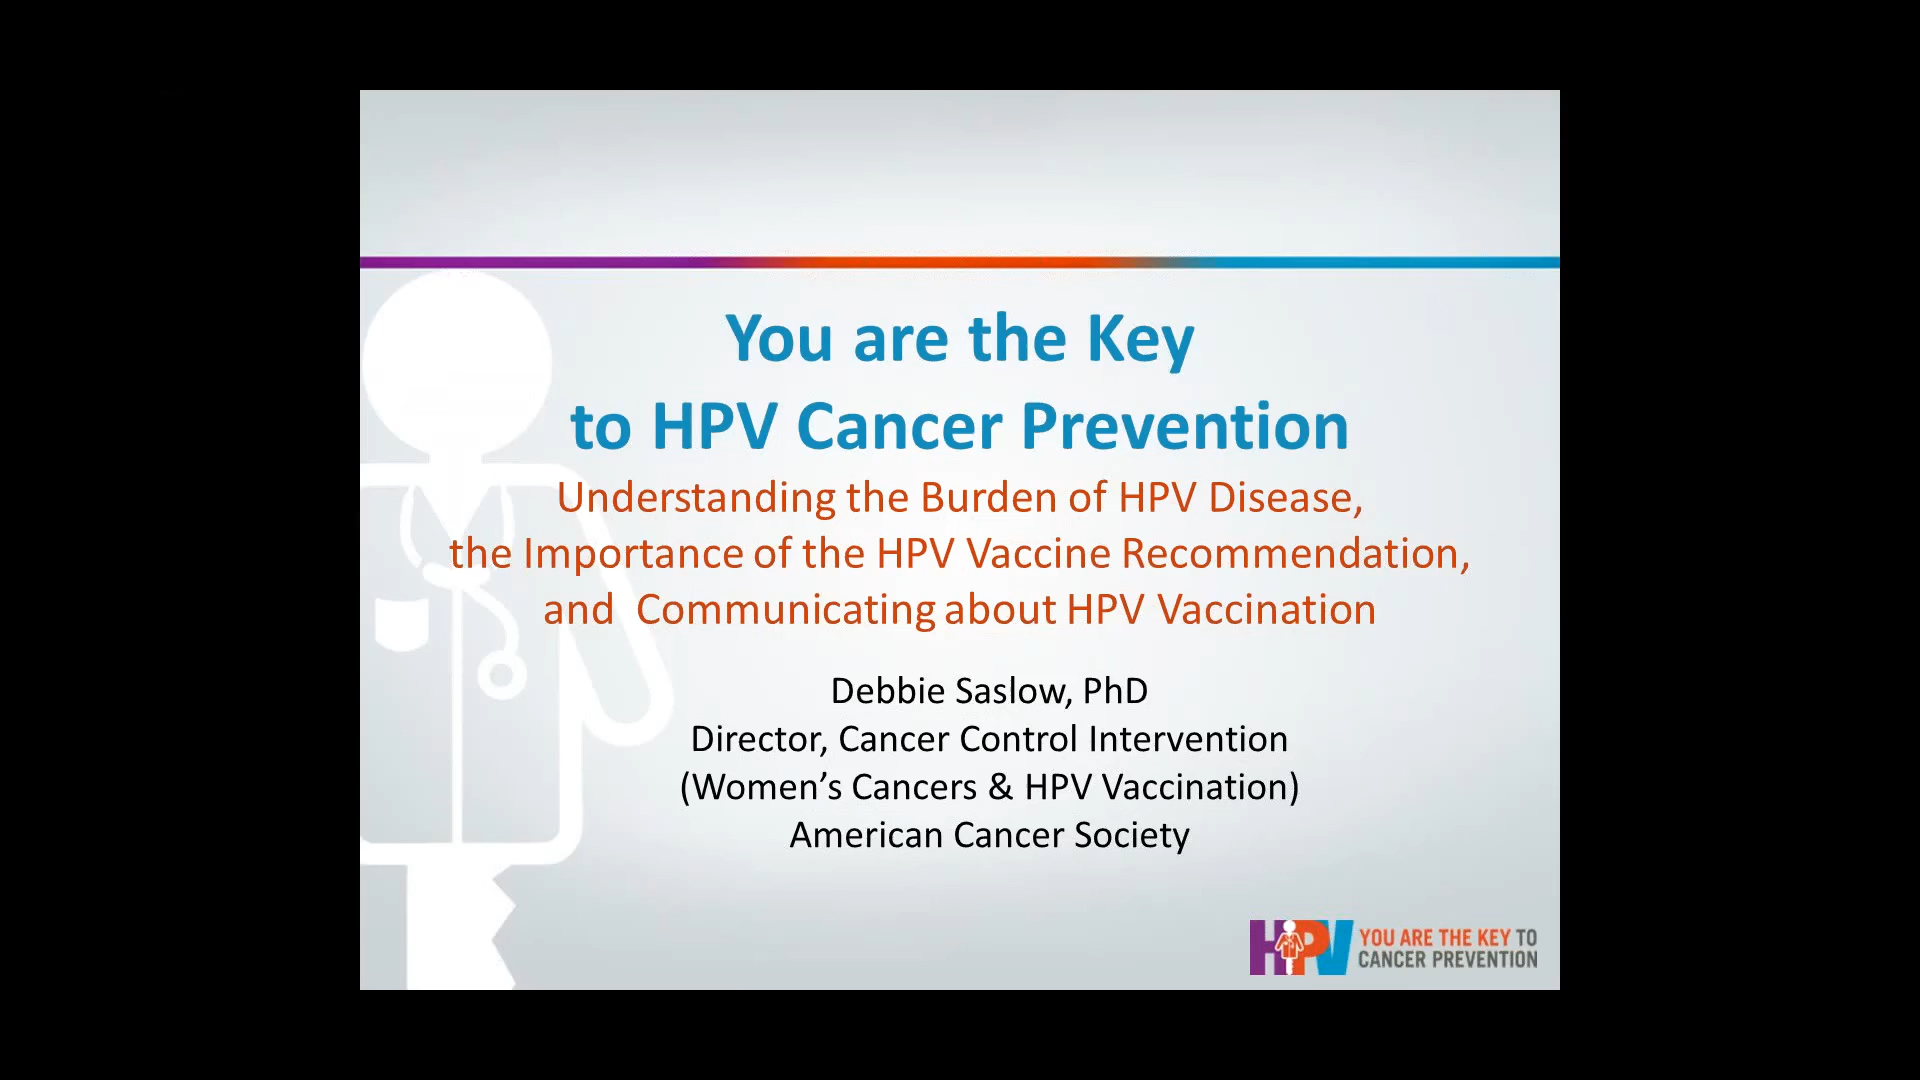 You are the Key
to HPV Cancer Prevention
Understanding the Burden of HPV Disease,
the Importance of the HPV Vaccine Recommendation,
and Communicating about HPV Vaccination
Debbie Saslow, PhD
Director, Cancer Control Intervention
(Women’s Cancers & HPV Vaccination)
American Cancer Society
HPV YOU ARE THE KEY TO
CANCER PREVENTION